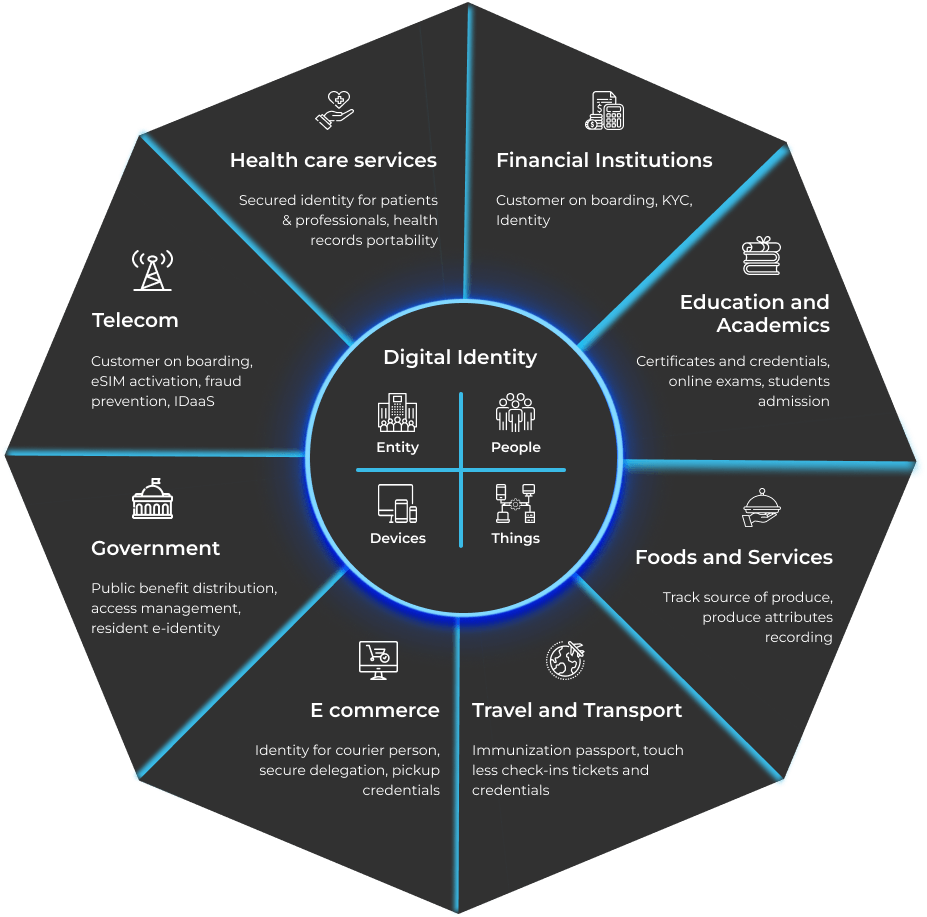 Health care services
Secured identity for patients
& professionals, health
records portability
Financial Institutions
Customer on boarding, KYC,
Identity
Education and
Academics
Certificates and credentials,
online exams, students
admission
Foods and Services
Track source of produce,
produce attributes
recording
Travel and Transport
Immunization passport, touch
less check-ins tickets and
credentials
E commerce
Identity for courier person,
secure delegation, pickup
credentials
Government
Public benefit distribution,
access management,
resident e-identity
Telecom
Customer on boarding,
eSIM activation, fraud
prevention, IDaaS
Digital Identity
Entity
People
Devices
Things